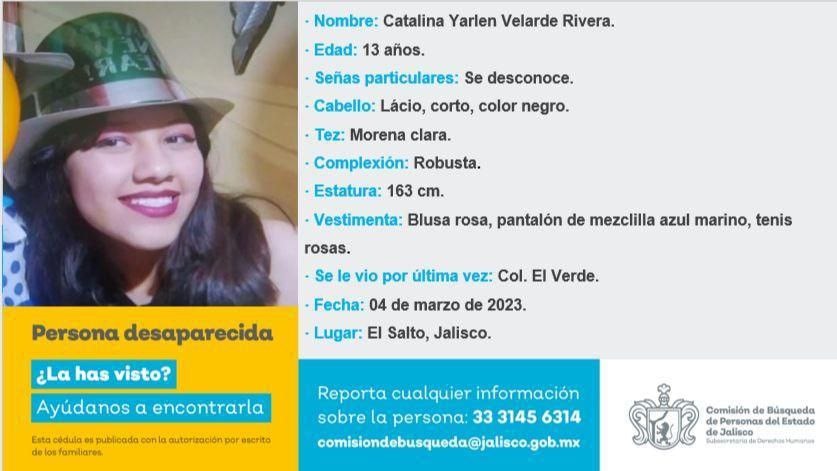 NEW
YEAR!
· Nombre: Catalina Yarlen Velarde Rivera.
· Edad: 13 años.
· Señas particulares: Se desconoce.
· Cabello: Lácio, corto, color negro.
· Tez: Morena clara.
· Complexión: Robusta.
· Estatura: 163 cm.
· Vestimenta: Blusa rosa, pantalón de mezclilla azul marino, tenis
rosas.
· Se le vio por última vez: Col. El Verde.
· Fecha: 04 de marzo de 2023.
· Lugar: El Salto, Jalisco.
Persona desaparecida
¿La has visto?
Ayúdanos a encontrarla
Esta cédula es publicada con la autorización por escrito
de los familiares.
Reporta cualquier información
sobre la persona: 33 3145 6314
comisiondebusqueda@jalisco.gob.mx
Comisión de Búsqueda
de Personas del Estado
de Jalisco
Subsecretaría de Derechos Humanos